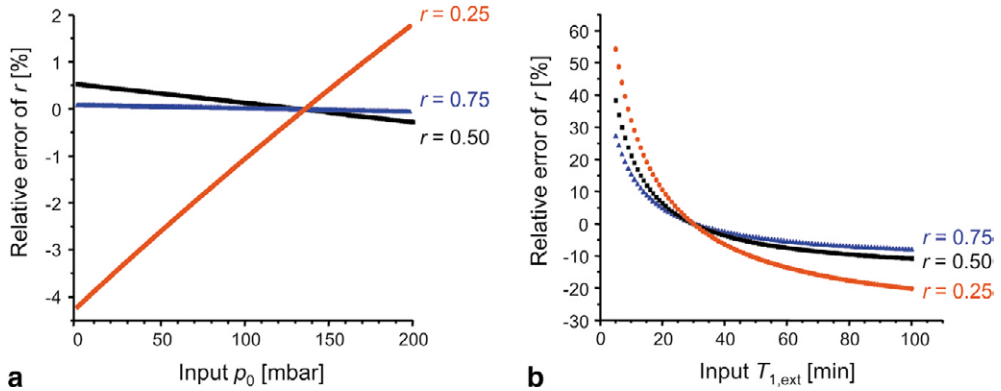 2
1
0
-1
-2
-3
-4
Relative error of r [%]
0
50
100
150
200
Input p0 [mbar]
r = 0.25
r = 0.75
r = 0.50
a
60
50
40
30
20
10
0
-10
-20
-30
Relative error of r [%]
0
20
40
60
80
100
Input T1,ext [min]
r = 0.75
r = 0.50
r = 0.25
b